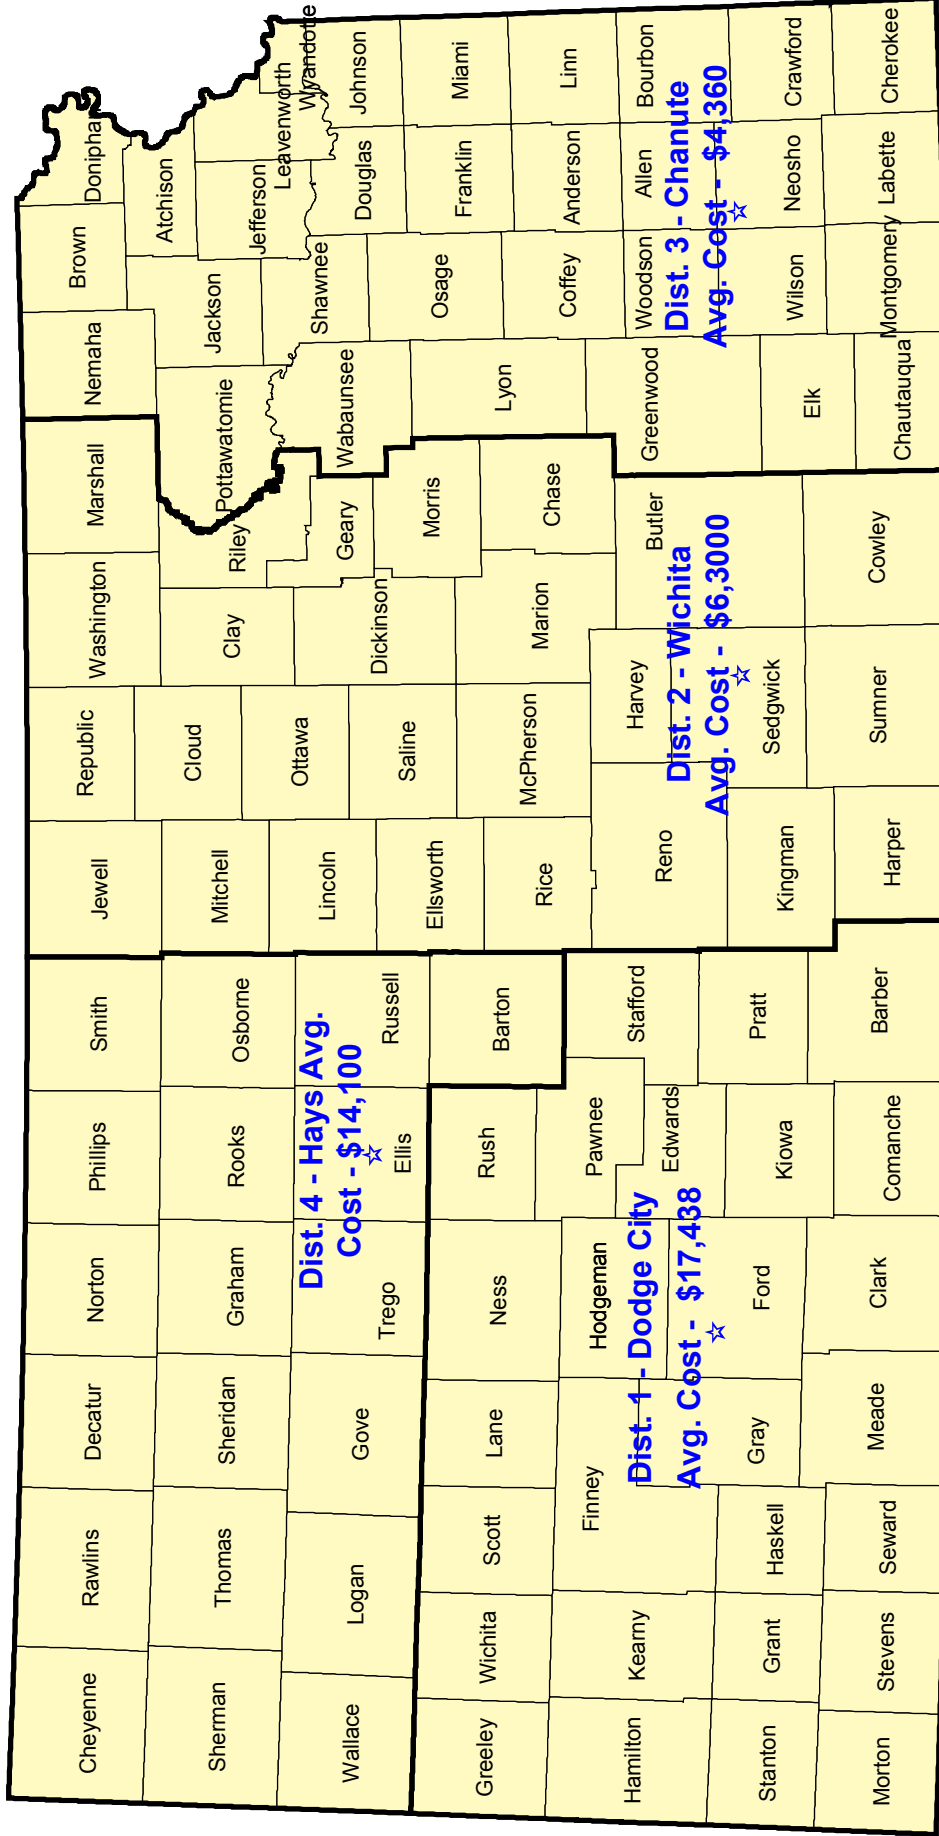 Cheyenne
Rawlins
Decatur
Norton
Phillips
Smith
Jewell
Republic
Washington
Marshall
Nemaha
Brown
Doniphan
Sherman
Thomas
Sheridan
Graham
Rooks
Osborne
Mitchell
Cloud
Clay
Riley
Pottawatomie
Jackson
Atchison
Jefferson
Leavenworth
Wyandotte
Wallace
Logan
Gove
Trego
Ellis
Russell
Lincoln
Ottawa
Dickinson
Geary
Wabaunsee
Shawnee
Douglas
Johnson
Dist. 4 - Hays Avg.
Cost - $14,100
Greeley
Wichita
Scott
Lane
Ness
Rush
Barton
Ellsworth
Saline
Morris
Lyon
Osage
Franklin
Miami
Rice
McPherson
Marion
Chase
Coffey
Anderson
Linn
Hamilton
Kearny
Finney
Hodgeman
Pawnee
Edwards
Stafford
Reno
Harvey
Butler
Greenwood
Woodson
Allen
Bourbon
Dist. 1 - Dodge City
Avg. Cost - $17,438
Dist. 2 - Wichita
Avg. Cost - $6,3000
Dist. 3 - Chanute
Avg. Cost - $4,360
Stanton
Grant
Haskell
Gray
Ford
Kiowa
Pratt
Kingman
Sedgwick
Elk
Wilson
Neosho
Crawford
Morton
Stevens
Seward
Meade
Clark
Comanche
Barber
Harper
Sumner
Cowley
Chautauqua
Montgomery
Labette
Cherokee